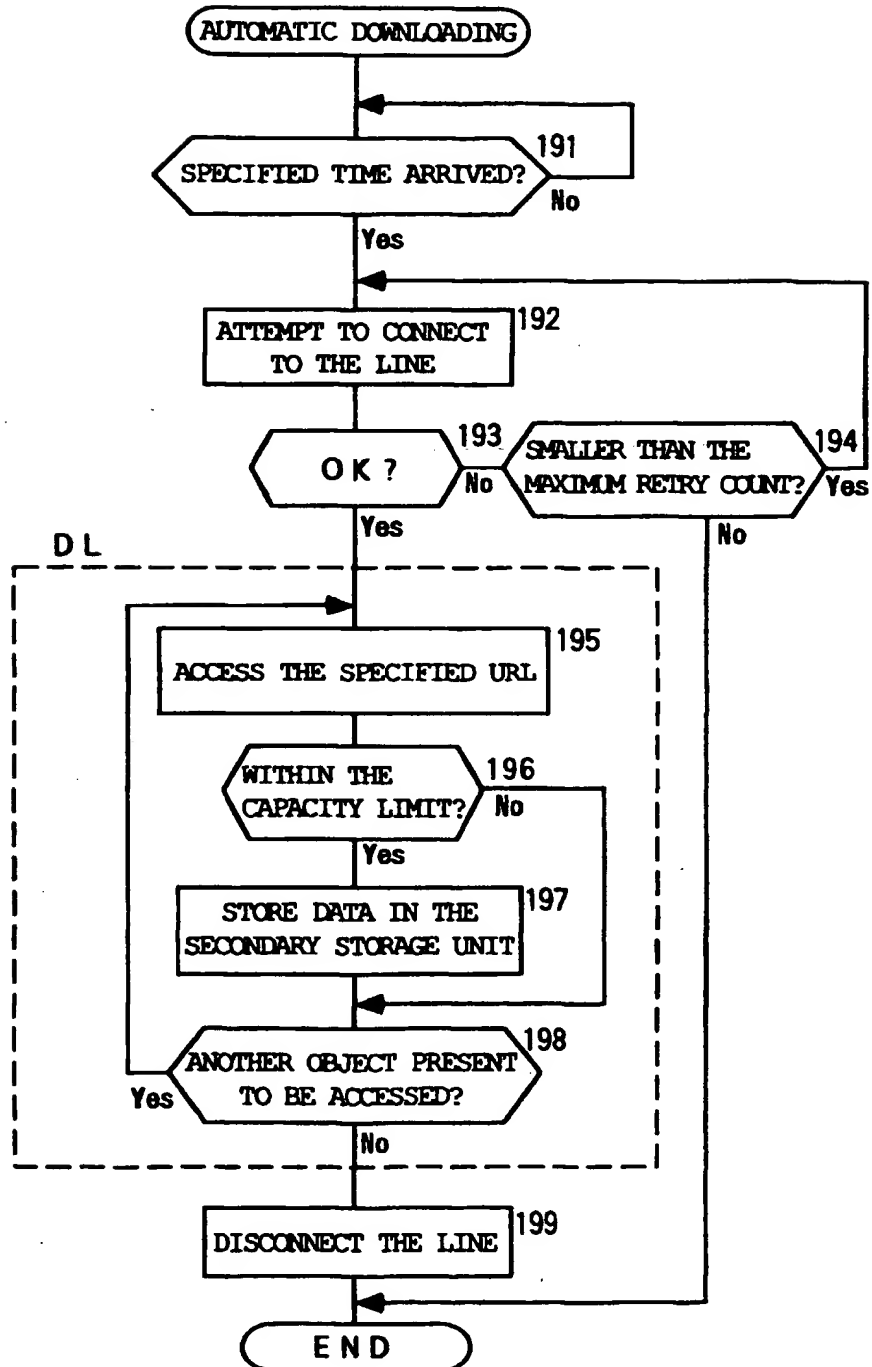 AUTOMATIC DOWNLOADING
191
SPECIFIED TIME ARRIVED?
No
Yes
192
ATTEMPT TO CONNECT
TO THE LINE
193
OK?
No
Yes
194
SMALLER THAN THE
MAXIMUM RETRY COUNT?
Yes
No
DL
195
ACCESS THE SPECIFIED URL
196
WITHIN THE
CAPACITY LIMIT?
No
Yes
197
STORE DATA IN THE
SECONDARY STORAGE UNIT
198
ANOTHER OBJECT PRESENT
TO BE ACCESSED?
Yes
No
199
DISCONNECT THE LINE
END